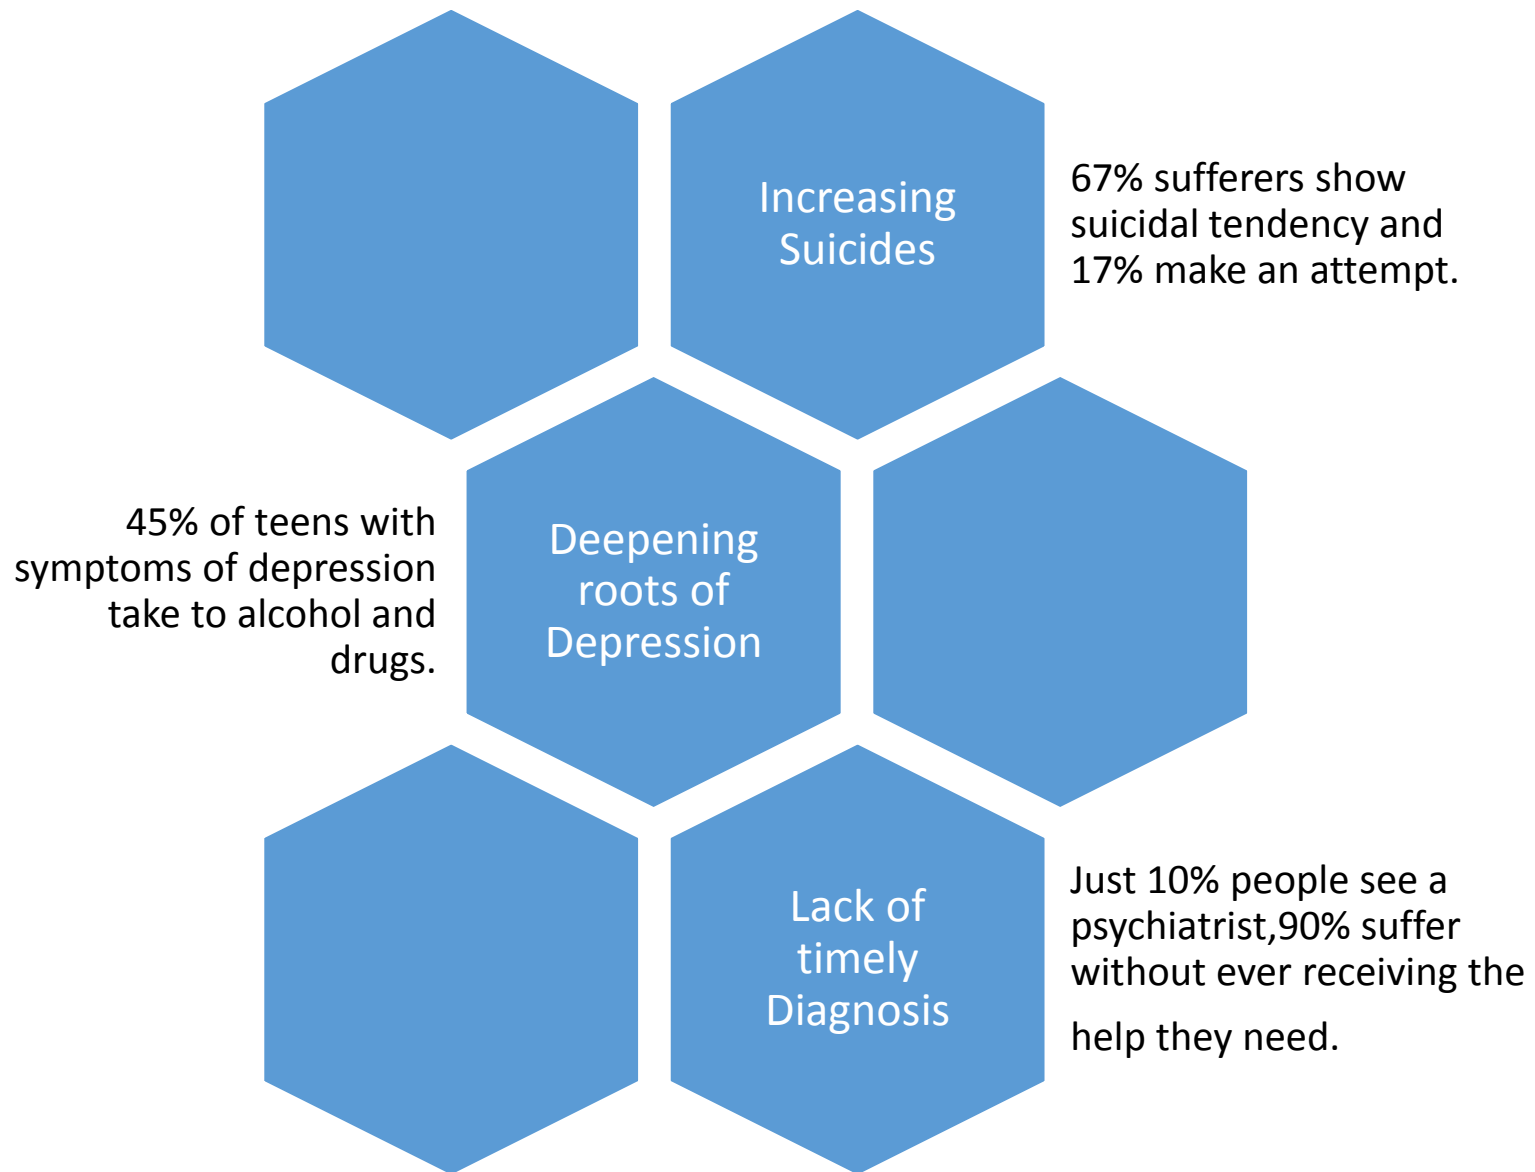 Increasing
Suicides
67% sufferers show
suicidal tendency and
17% make an attempt.
45% of teens with
symptoms of depression
take to alcohol and
drugs.
Deepening
roots of
Depression
Lack of
timely
Diagnosis
Just 10% people see a
psychiatrist,90% suffer
without ever receiving the
help they need.